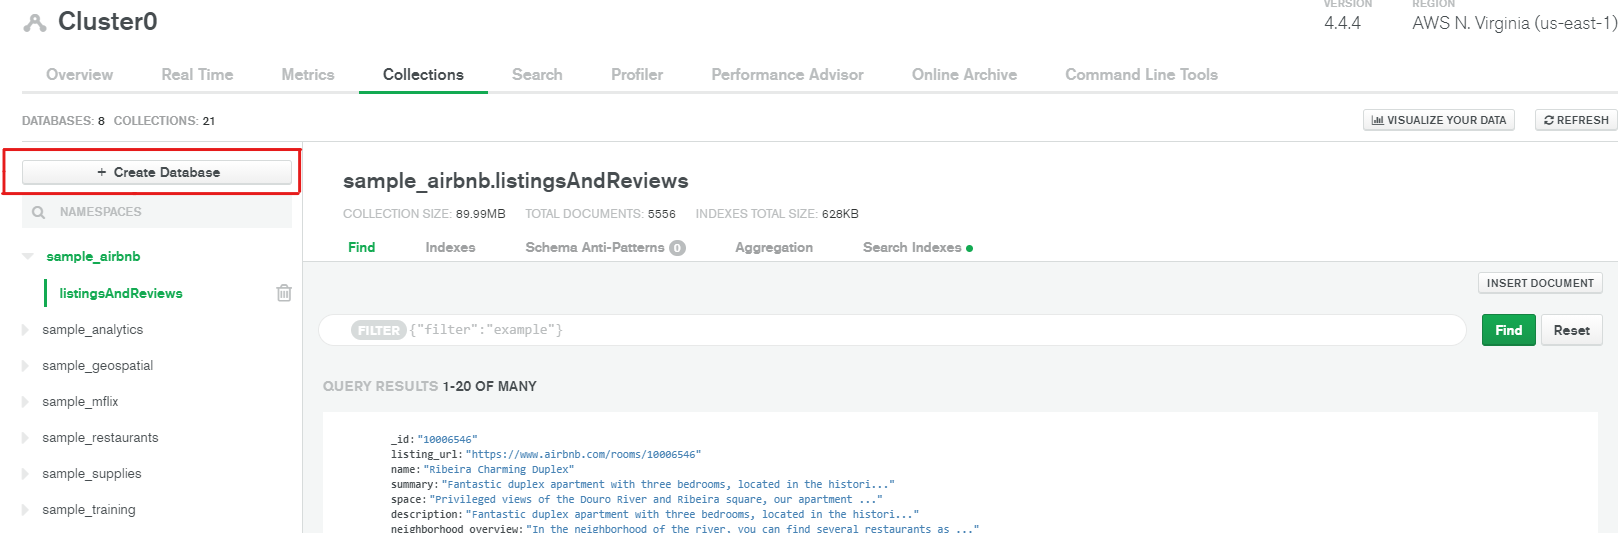 Cluster0
VERSION
4.4.4
REGION
AWS N. Virginia (us-east-1)
Overview Real Time Metrics Collections Search Profiler Performance Advisor Online Archive Command Line Tools
DATABASES: 8 COLLECTIONS: 21
VISUALIZE YOUR DATA
REFRESH
+ Create Database
NAMESPACES
sample_airbnb
listingsAndReviews
sample_analytics
sample_geospatial
sample_mflix
sample_restaurants
sample_supplies
sample_training
sample_airbnb.listingsAndReviews
COLLECTION SIZE: 89.99MB TOTAL DOCUMENTS: 5556 INDEXES TOTAL SIZE: 628KB
Find Indexes Schema Anti-Patterns 0 Aggregation Search Indexes
INSERT DOCUMENT
FILTER {"filter":"example"}
Find
Reset
QUERY RESULTS 1-20 OF MANY
_id:"10006546"
listing_url:"https://www.airbnb.com/rooms/10006546"
name:"Ribeira Charming Duplex"
summary:"Fantastic duplex apartment with three bedrooms, located in the histori..."
space:"Privileged views of the Douro River and Ribeira square, our apartment ..."
description:"Fantastic duplex apartment with three bedrooms, located in the histori..."
neighborhood_overview:"In the neighborhood of the river, you can find several restaurants as ..."